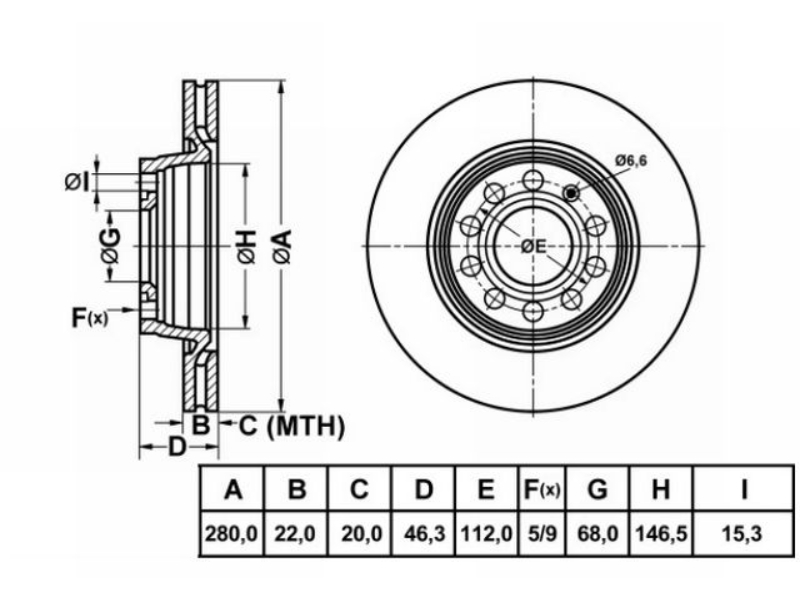 ØI
ØG
ØH
ØA
F(x)
B
C (MTH)
D
Ø6,6
ØE
A B C D E F(x) G H I
280,0 22,0 20,0 46,3 112,0 5/9 68,0 146,5 15,3